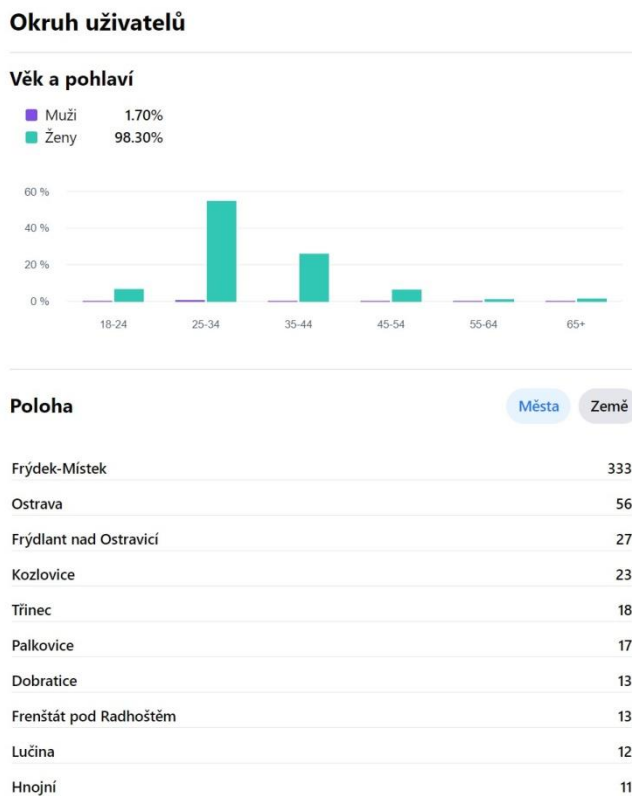 Okruh uživatelů
Věk a pohlaví
Muži 1.70%
Ženy 98.30%
60 %
40 %
20 %
0 %
18-24 25-34 35-44 45-54 55-64 65+
Poloha Města Země
Frýdek-Místek 333
Ostrava 56
Frýdlant nad Ostravicí 27
Kozlovice 23
Třinec 18
Palkovice 17
Dobratice 13
Frenštát pod Radhoštěm 13
Lučina 12
Hnojní 11